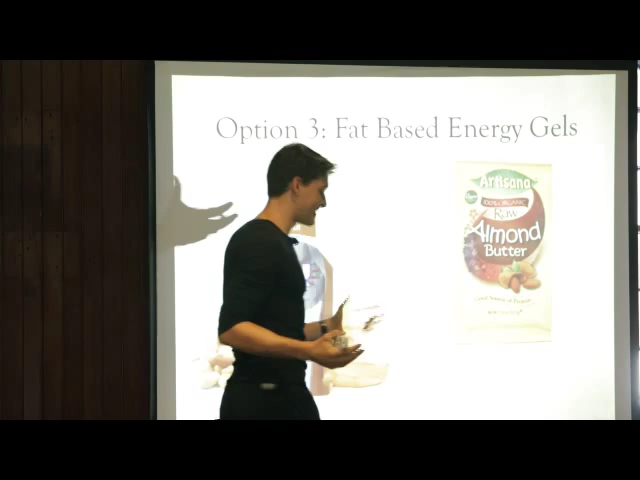 Option 3: Fat Based Energy Gels
Artisana
100% ORGANIC
Raw
Almond
Butter